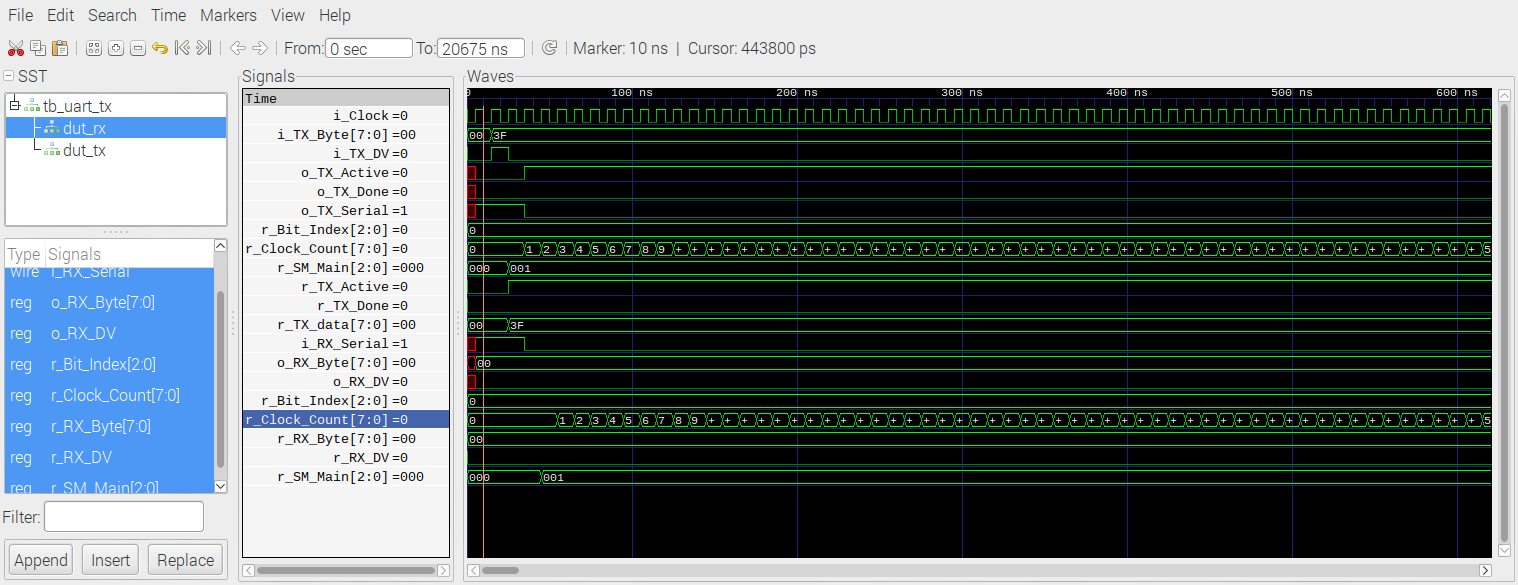 File Edit Search Time Markers View Help
From: 0 sec To: 20675 ns Marker: 10 ns | Cursor: 443800 ps
SST
tb_uart_tx
dut_rx
dut_tx
Type Signals
wire i_RX_Serial
reg o_RX_Byte[7:0]
reg o_RX_DV
reg r_Bit_Index[2:0]
reg r_Clock_Count[7:0]
reg r_RX_Byte[7:0]
reg r_RX_DV
reg r_SM_Main[2:0]
Filter:
Append Insert Replace
Signals
Time
i_Clock=0
i_TX_Byte[7:0]=00
i_TX_DV=0
o_TX_Active=0
o_TX_Done=0
o_TX_Serial=1
r_Bit_Index[2:0]=0
r_Clock_Count[7:0]=0
r_SM_Main[2:0]=000
r_TX_Active=0
r_TX_Done=0
r_TX_data[7:0]=00
i_RX_Serial=1
o_RX_Byte[7:0]=00
o_RX_DV=0
r_Bit_Index[2:0]=0
r_Clock_Count[7:0]=0
r_RX_Byte[7:0]=00
r_RX_DV=0
r_SM_Main[2:0]=000
Waves
0 100 ns 200 ns 300 ns 400 ns 500 ns 600 ns
00 3F
0
0 1 2 3 4 5 6 7 8 9 + + + + + + + + + + + + + + + + + + + + + + + + + + + + + + + + + + + + + + + + + + + + + + + + + 5
000 001
00 3F
00
0
0 1 2 3 4 5 6 7 8 9 + + + + + + + + + + + + + + + + + + + + + + + + + + + + + + + + + + + + + + + + + + + + + + + 5
00
000 001